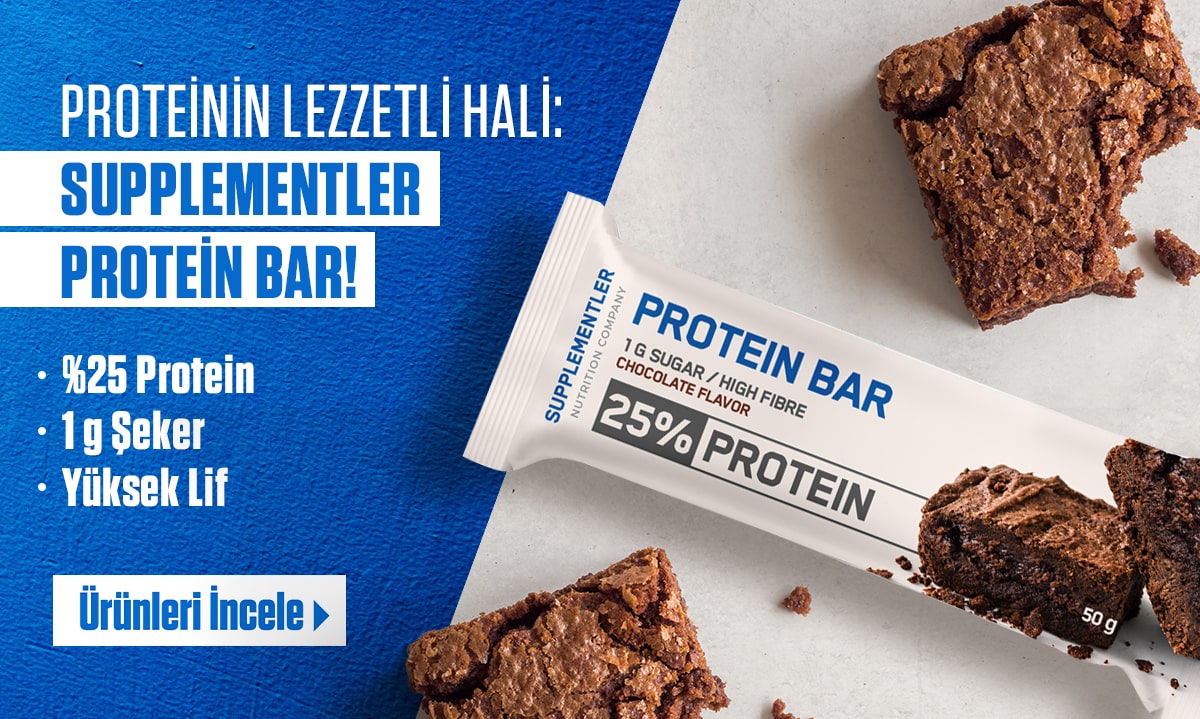 PROTEİNİN LEZZETLİ HALİ:
SUPPLEMENTLER
PROTEİN BAR!
• %25 Protein
• 1 g Şeker
• Yüksek Lif
Ürünleri İncele
SUPPLEMENTLER
NUTRITION COMPANY
PROTEIN BAR
1 G SUGAR / HIGH FIBRE
CHOCOLATE FLAVOR
25% PROTEIN
50 g